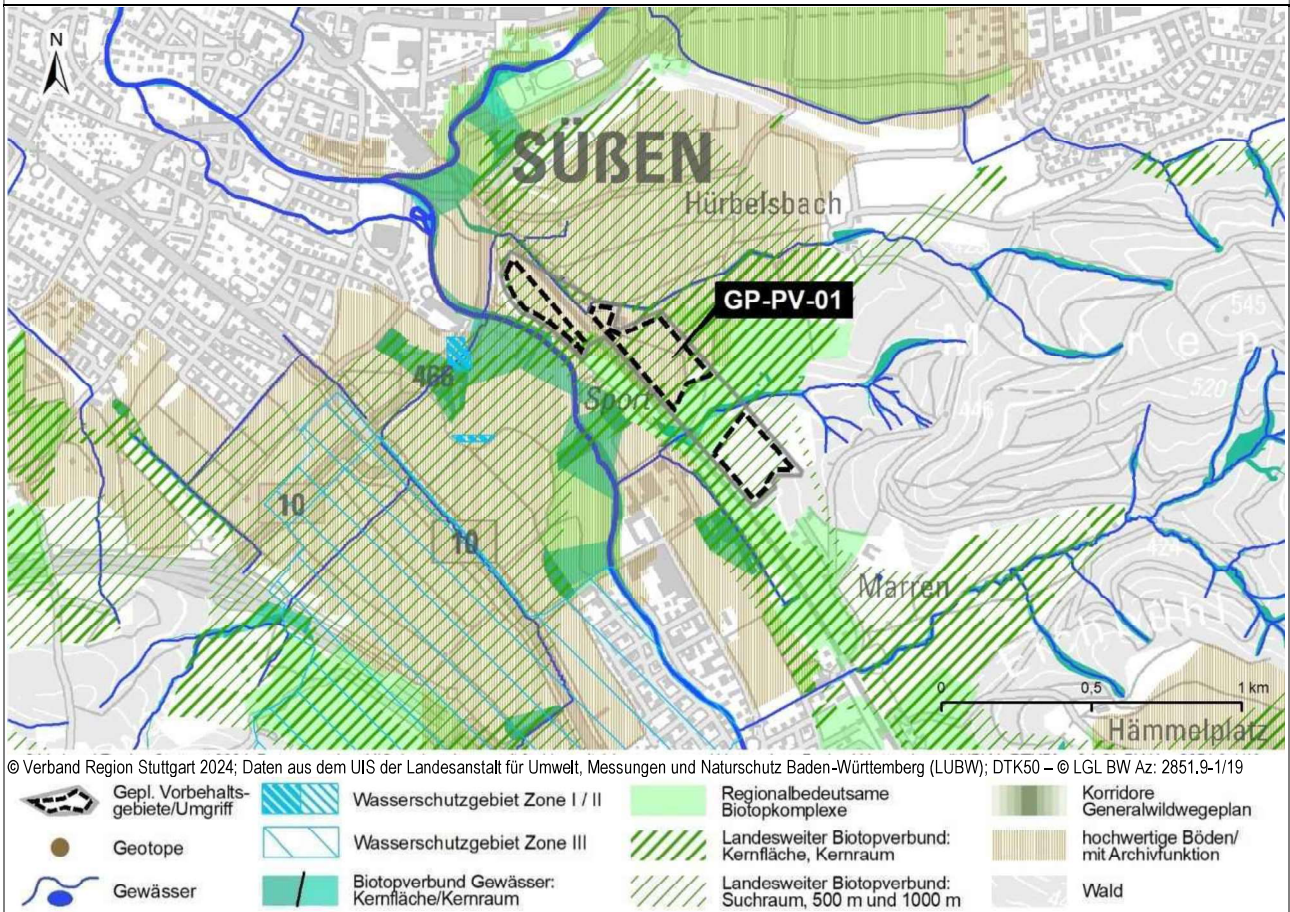 N
SÜßEN
Hürbelsbach
GP-PV-01
545
M a r r e n
520
466
Sport
446
10
10
Marren
424
0
0,5
1 km
Hämmelplatz
© Verband Region Stuttgart 2024; Daten aus dem UIS der Landesanstalt für Umwelt, Messungen und Naturschutz Baden-Württemberg (LUBW); DTK50 – © LGL BW Az: 2851.9-1/19
Gepl. Vorbehalts-
gebiete/Umgriff
Wasserschutzgebiet Zone I / II
Regionalbedeutsame
Biotopkomplexe
Korridore
Generalwildwegeplan
Geotope
Wasserschutzgebiet Zone III
Landesweiter Biotopverbund:
Kernfläche, Kernraum
hochwertige Böden/
mit Archivfunktion
Gewässer
Biotopverbund Gewässer:
Kernfläche/Kernraum
Landesweiter Biotopverbund:
Suchraum, 500 m und 1000 m
Wald